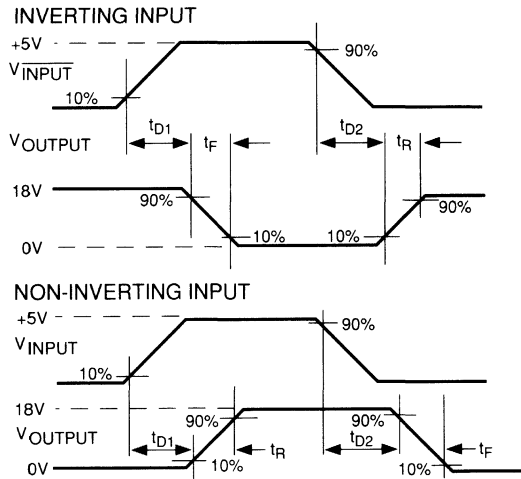 INVERTING INPUT
+5V
90%
VINPUT
10%
tD1
tF
tD2
tR
VOUTPUT
18V
90%
90%
10%
10%
0V
NON-INVERTING INPUT
+5V
90%
VINPUT
10%
18V
90%
90%
VOUTPUT
tD1
tR
tD2
tF
0V
10%
10%